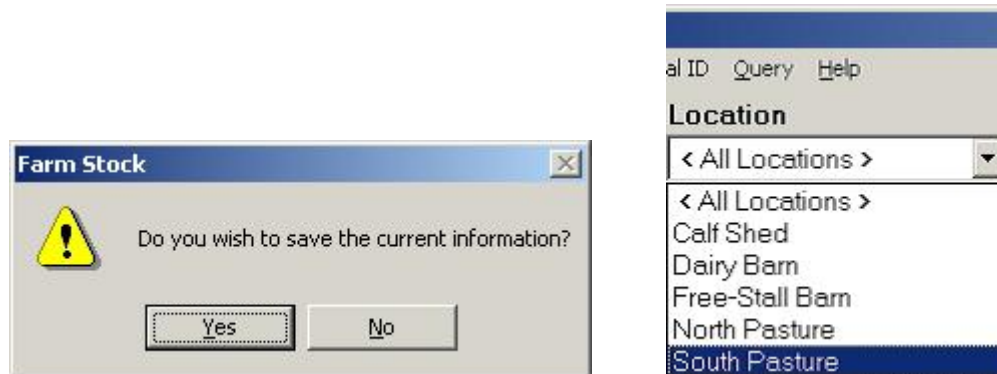 Farm Stock
Do you wish to save the current information?
Yes
No
al ID Query Help
Location
< All Locations >
< All Locations >
Calf Shed
Dairy Barn
Free-Stall Barn
North Pasture
South Pasture